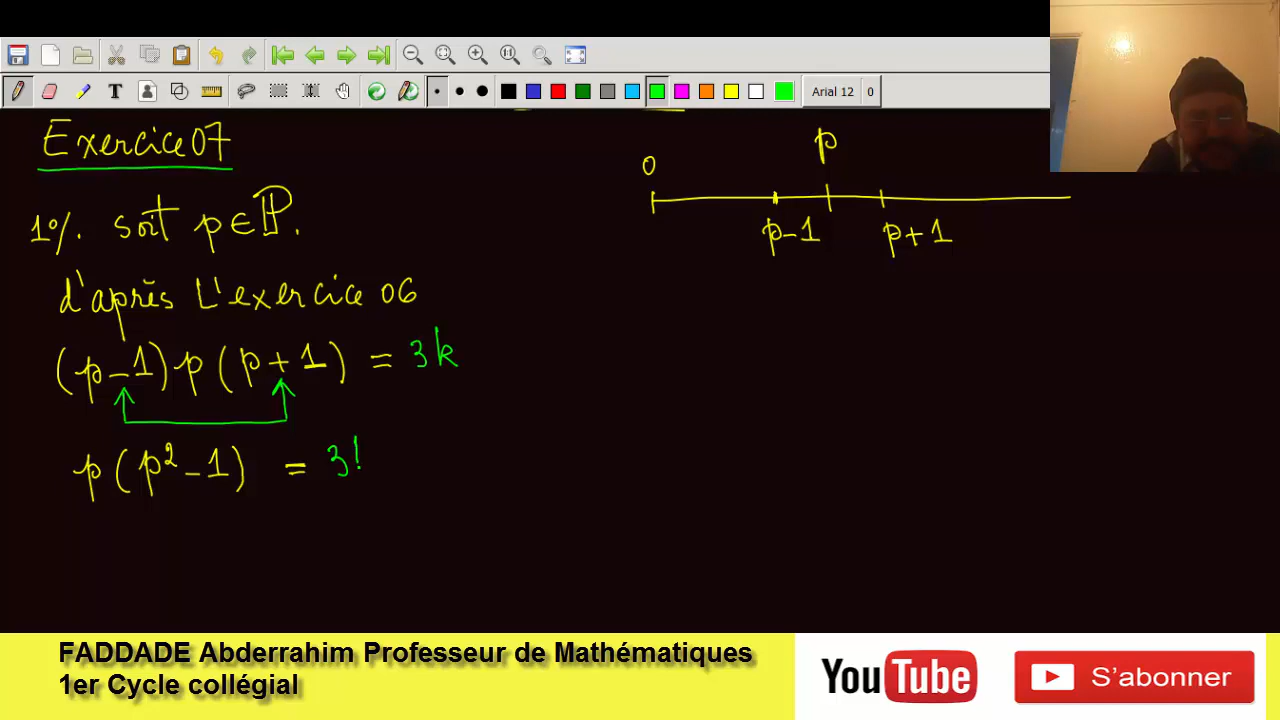 Arial 12 0
Exercice 07
0 p
p-1 p+1
1%. soit p∈ℙ.
d'après L'exercice 06
(p-1)p(p+1) = 3k
p(p²-1) = 3
FADDADE Abderrahim Professeur de Mathématiques
1er Cycle collégial
YouTube
S'abonner